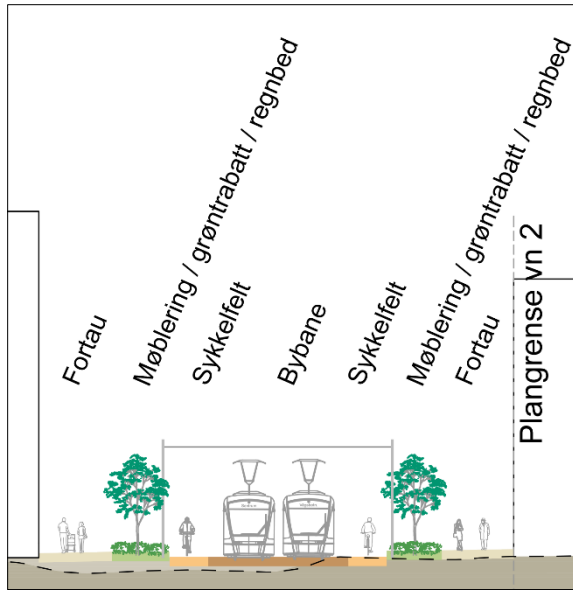 Fortau
Møblering / grøntrabatt / regnbed
Sykkelfelt
Bybane
Sykkelfelt
Møblering / grøntrabatt / regnbed
Fortau
Plangrense vn 2